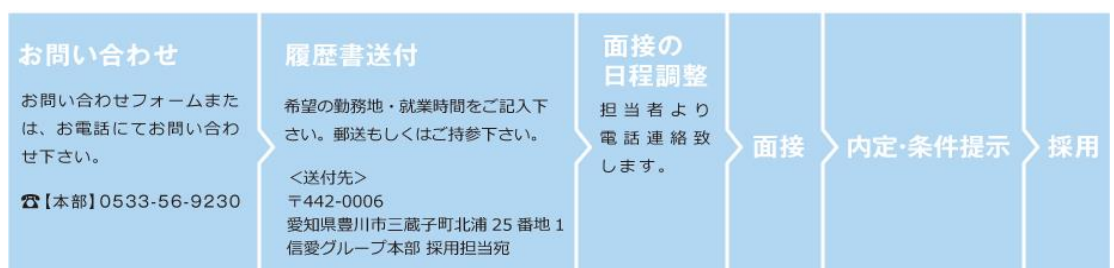 お問い合わせ
お問い合わせフォームまた
は、お電話にてお問い合わ
せ下さい。
☎【本部】0533-56-9230
履歴書送付
希望の勤務地・就業時間をご記入下
さい。郵送もしくはご持参下さい。
＜送付先＞
〒442-0006
愛知県豊川市三蔵子町北浦 25 番地 1
信愛グループ本部 採用担当宛
面接の
日程調整
担当者より
電話連絡致
します。
面接
内定・条件提示
採用